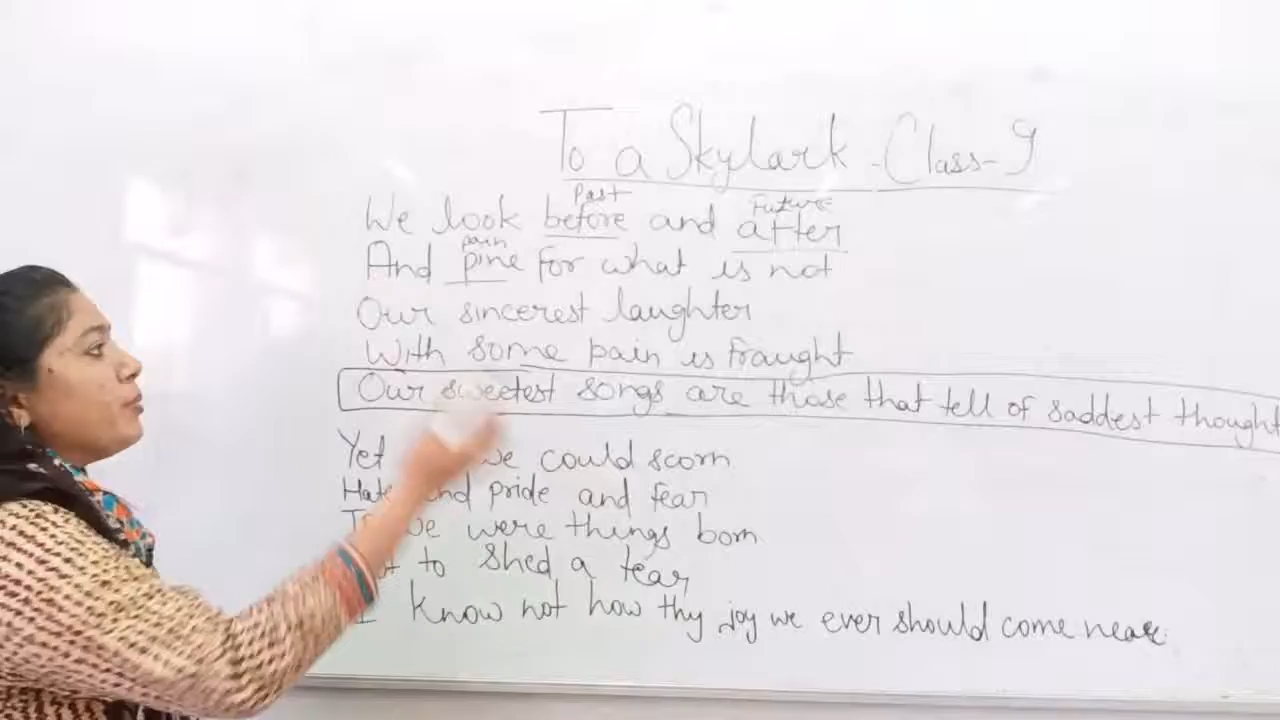 To a Skylark - Class-9
Past Future
We look before and after
pain
And pine for what is not
Our sincerest laughter
With some pain is fraught
Our sweetest songs are those that tell of saddest thought
Yet we could scorn
Hate and pride and fear
we were things born
to shed a tear
I know not how thy joy we ever should come near.